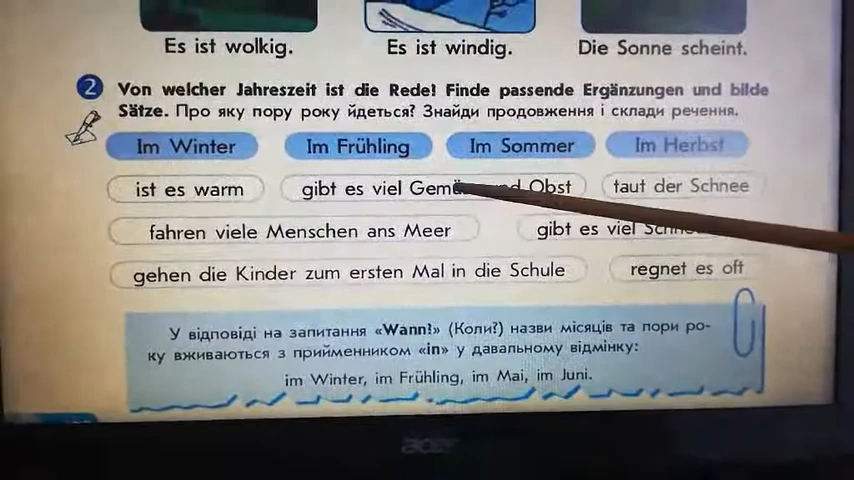 Es ist wolkig. Es ist windig. Die Sonne scheint.
2 Von welcher Jahreszeit ist die Rede? Finde passende Ergänzungen und bilde
Sätze. Про яку пору року йдеться? Знайди продовження і склади речення.
Im Winter Im Frühling Im Sommer Im Herbst
ist es warm gibt es viel Obst taut der Schnee
fahren viele Menschen ans Meer gibt es viel
gehen die Kinder zum ersten Mal in die Schule regnet es oft
У відповіді на запитання «Wann?» (Коли?) назви місяців та пори ро-
ку вживаються з прийменником «in» у давальному відмінку:
im Winter, im Frühling, im Mai, im Juni.
acer